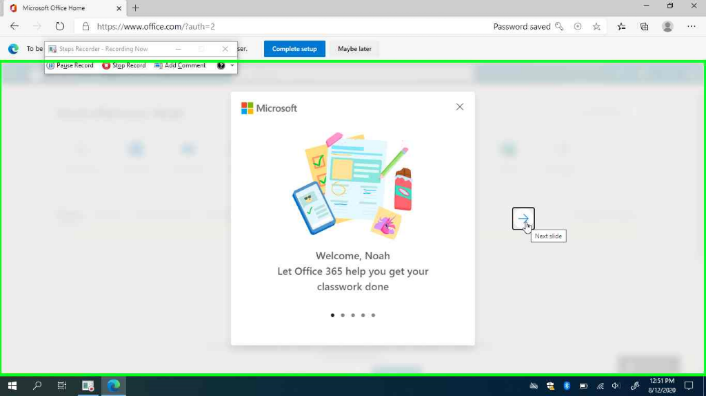 Microsoft Office Home
https://www.office.com/?auth=2
Password saved
To be
ser.
Steps Recorder - Recording Now
Complete setup
Maybe later
Pause Record
Stop Record
Add Comment
Microsoft
Welcome, Noah
Let Office 365 help you get your
classwork done
Next slide
12:51 PM
8/12/2020